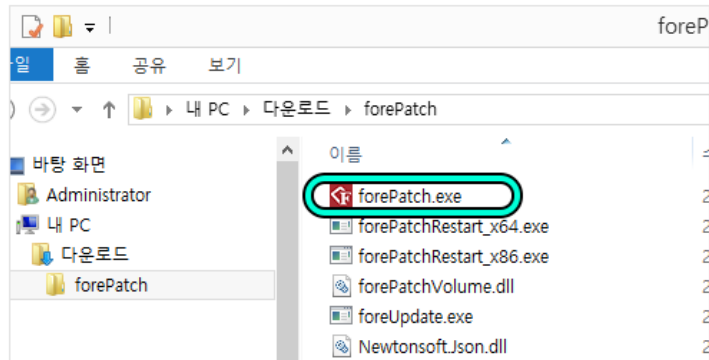 foreP
일 홈 공유 보기
내 PC 다운로드 forePatch
이름
바탕 화면
Administrator
내 PC
다운로드
forePatch
forePatch.exe
forePatchRestart_x64.exe
forePatchRestart_x86.exe
forePatchVolume.dll
foreUpdate.exe
Newtonsoft.Json.dll